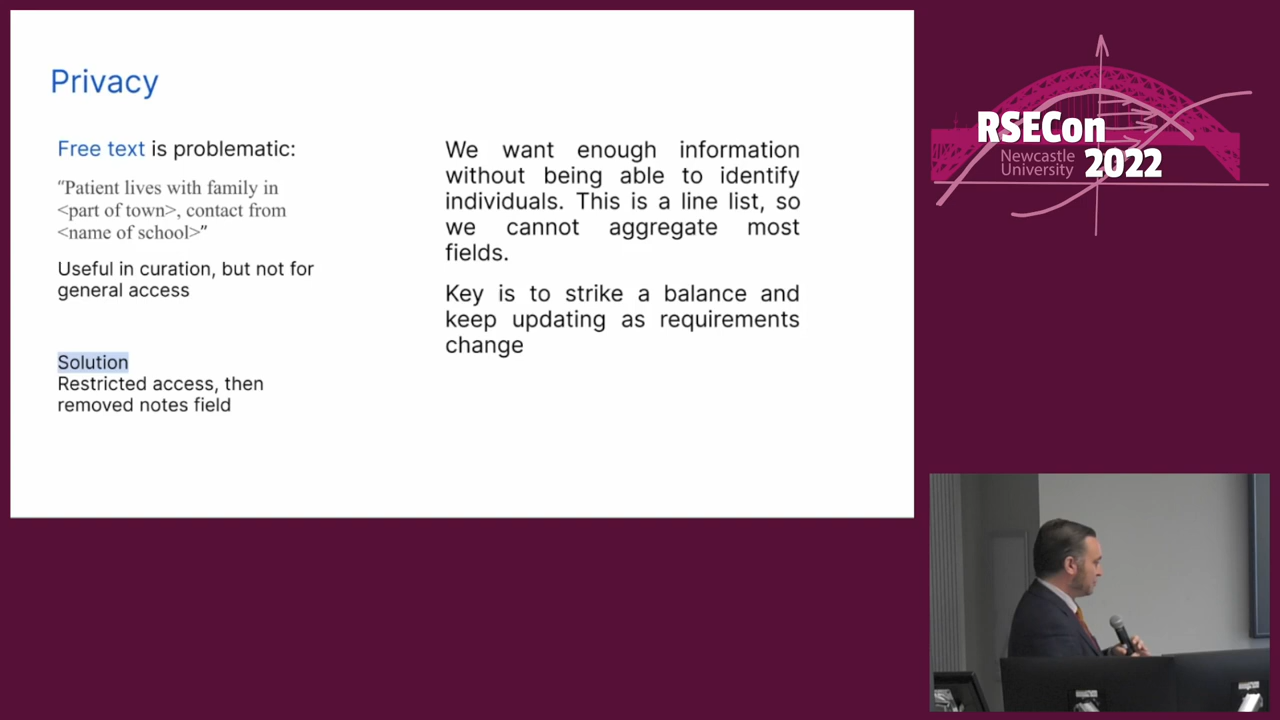 Privacy
Free text is problematic:
"Patient lives with family in
<part of town>, contact from
<name of school>"
Useful in curation, but not for
general access
Solution
Restricted access, then
removed notes field
We want enough information
without being able to identify
individuals. This is a line list, so
we cannot aggregate most
fields.
Key is to strike a balance and
keep updating as requirements
change
RSECon
Newcastle
University 2022